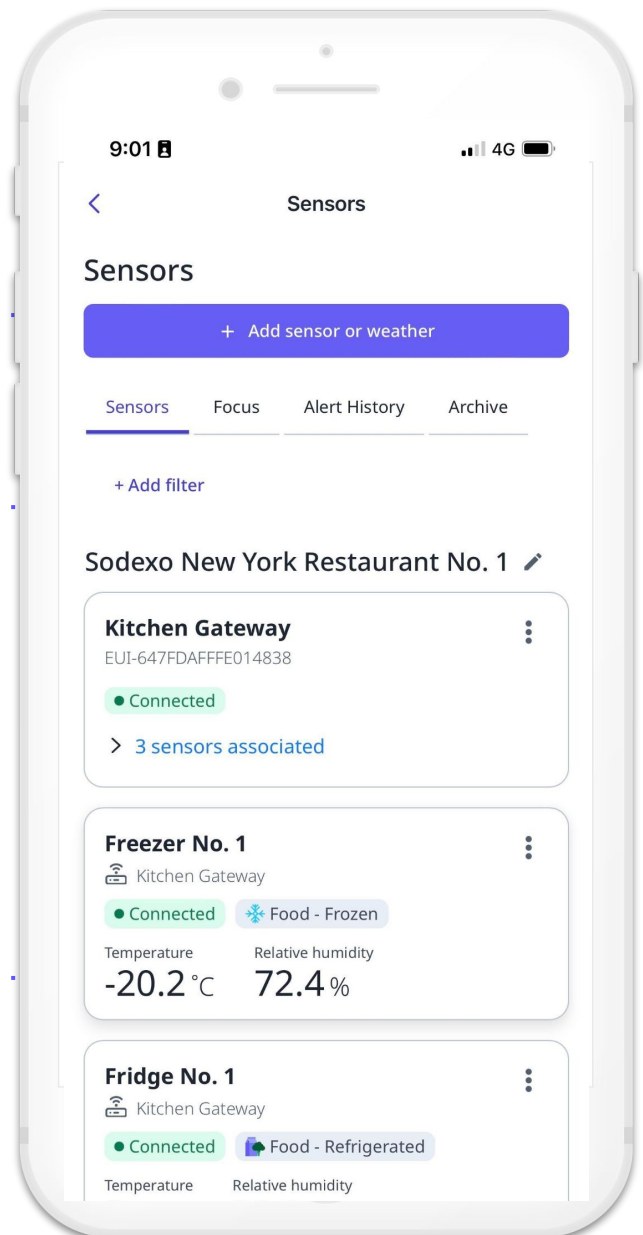 9:01 4G
Sensors
Sensors
+ Add sensor or weather
Sensors Focus Alert History Archive
+ Add filter
Sodexo New York Restaurant No. 1
Kitchen Gateway
EUI-647FDAFFFE014838
Connected
> 3 sensors associated
Freezer No. 1
Kitchen Gateway
Connected Food - Frozen
Temperature Relative humidity
-20.2 °C 72.4 %
Fridge No. 1
Kitchen Gateway
Connected Food - Refrigerated
Temperature Relative humidity